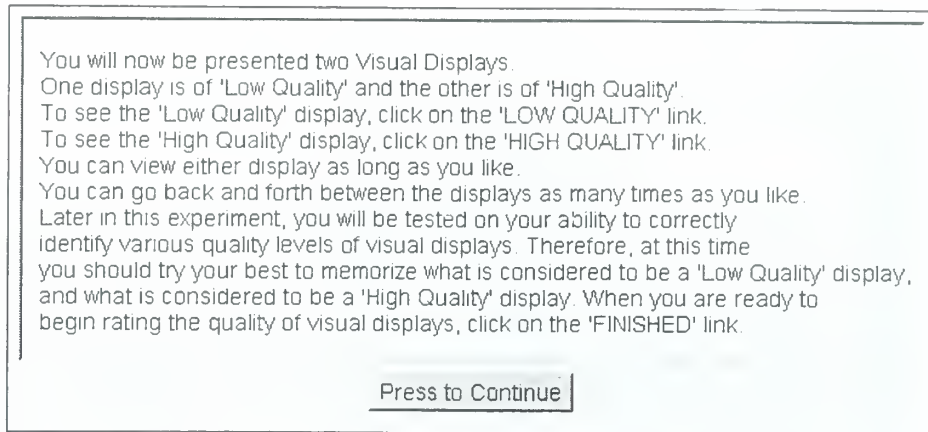 You will now be presented two Visual Displays.
One display is of 'Low Quality' and the other is of 'High Quality'.
To see the 'Low Quality' display, click on the 'LOW QUALITY' link.
To see the 'High Quality' display, click on the 'HIGH QUALITY' link.
You can view either display as long as you like.
You can go back and forth between the displays as many times as you like.
Later in this experiment, you will be tested on your ability to correctly
identify various quality levels of visual displays. Therefore, at this time
you should try your best to memorize what is considered to be a 'Low Quality' display,
and what is considered to be a 'High Quality' display. When you are ready to
begin rating the quality of visual displays, click on the 'FINISHED' link.
Press to Continue